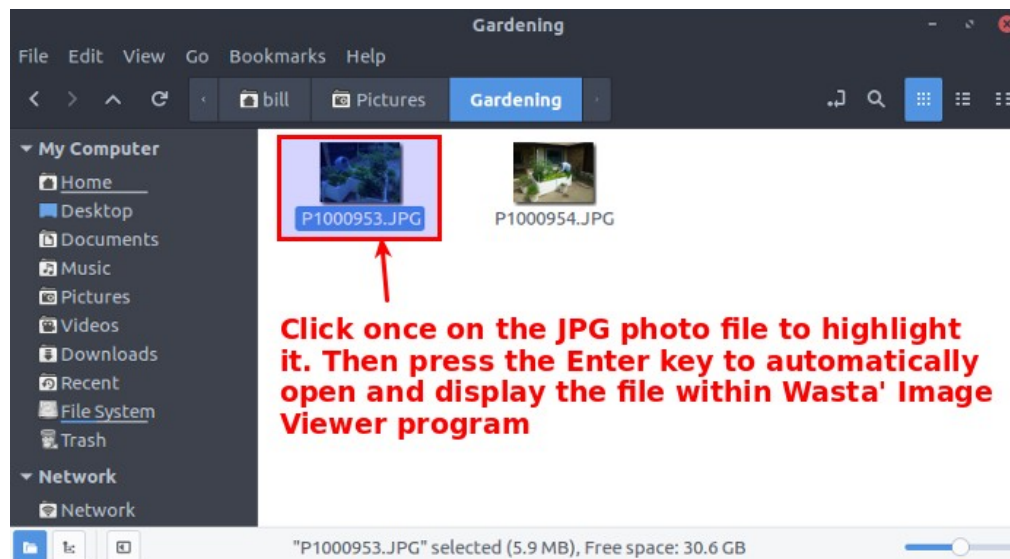 Gardening
File Edit View Go Bookmarks Help
bill Pictures Gardening
My Computer
Home
Desktop
Documents
Music
Pictures
Videos
Downloads
Recent
File System
Trash
Network
Network
P1000953.JPG P1000954.JPG
Click once on the JPG photo file to highlight
it. Then press the Enter key to automatically
open and display the file within Wasta' Image
Viewer program
"P1000953.JPG" selected (5.9 MB), Free space: 30.6 GB